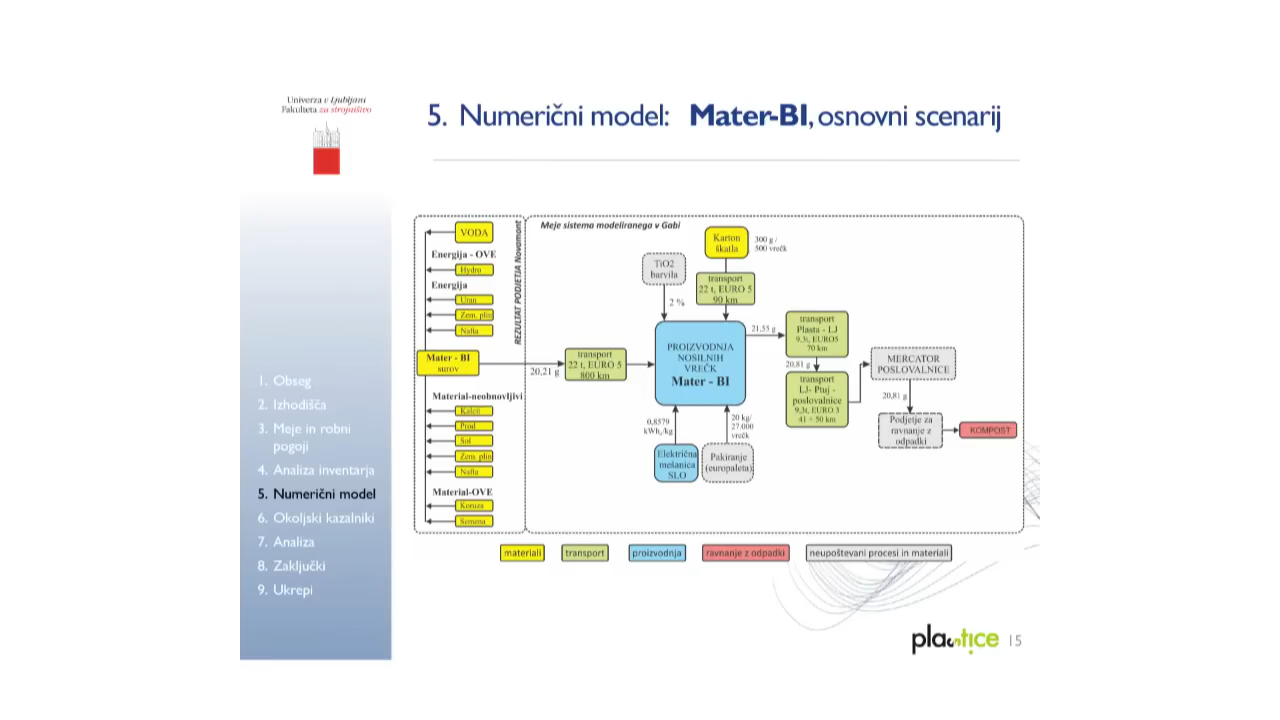 Univerza v Ljubljani
Fakulteta za strojništvo
5. Numerični model: Mater-BI, osnovni scenarij
1. Obseg
2. Izhodišča
3. Meje in robni
pogoji
4. Analiza inventarja
5. Numerični model
6. Okoljski kazalniki
7. Analiza
8. Zaključki
9. Ukrepi
VODA
Energija - OVE
Hydro
Energija
Uran
Zem. plin
Nafta
Mater - BI
surov
Material-neobnovljivi
Kalcit
Prod
Sol
Zem. plin
Nafta
Material-OVE
Koruza
Semena
REZULTAT PODJETJA Novamont
Meje sistema modeliranega v Gabi
20,21 g
transport
22 t, EURO 5
800 km
TiO2
barvila
2 %
Karton
škatla
300 g /
500 vrečk
transport
22 t, EURO 5
90 km
PROIZVODNJA
NOSILNIH
VREČK
Mater - BI
0,8579
kWh,/kg
Električna
mešanica
SLO
20 kg/
27.000
vrečk
Pakiranje
(europaleta)
21,55 g
transport
Plasta - LJ
9,3t, EURO5
70 km
20,81 g
transport
LJ- Ptuj -
poslovalnice
9,3t, EURO 3
41 + 50 km
MERCATOR
POSLOVALNICE
20,81 g
Podjetje za
ravnanje z
odpadki
KOMPOST
materiali
transport
proizvodnja
ravnanje z odpadki
neupoštevani procesi in materiali
plastice
15